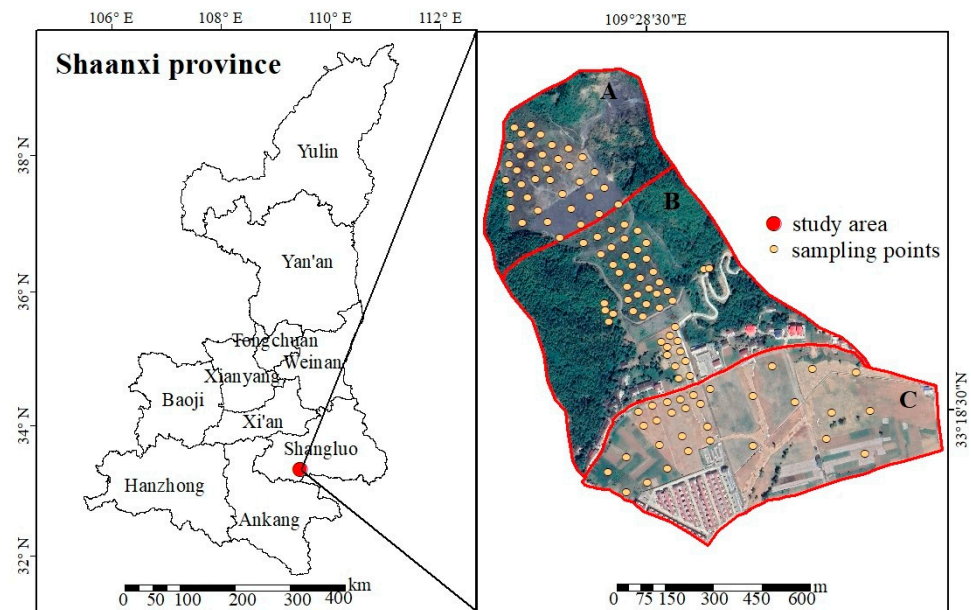 106° E 108° E 110° E 112° E
109°28'30"E
Shaanxi province
38° N
36° N
34° N
32° N
Yulin
Yan'an
Tongchuan
Weinan
Xianyang
Baoji
Xi'an
Shangluo
Hanzhong
Ankang
km
0 50 100 200 300 400
A
B
study area
sampling points
C
33°18'30"N
m
0 75 150 300 450 600